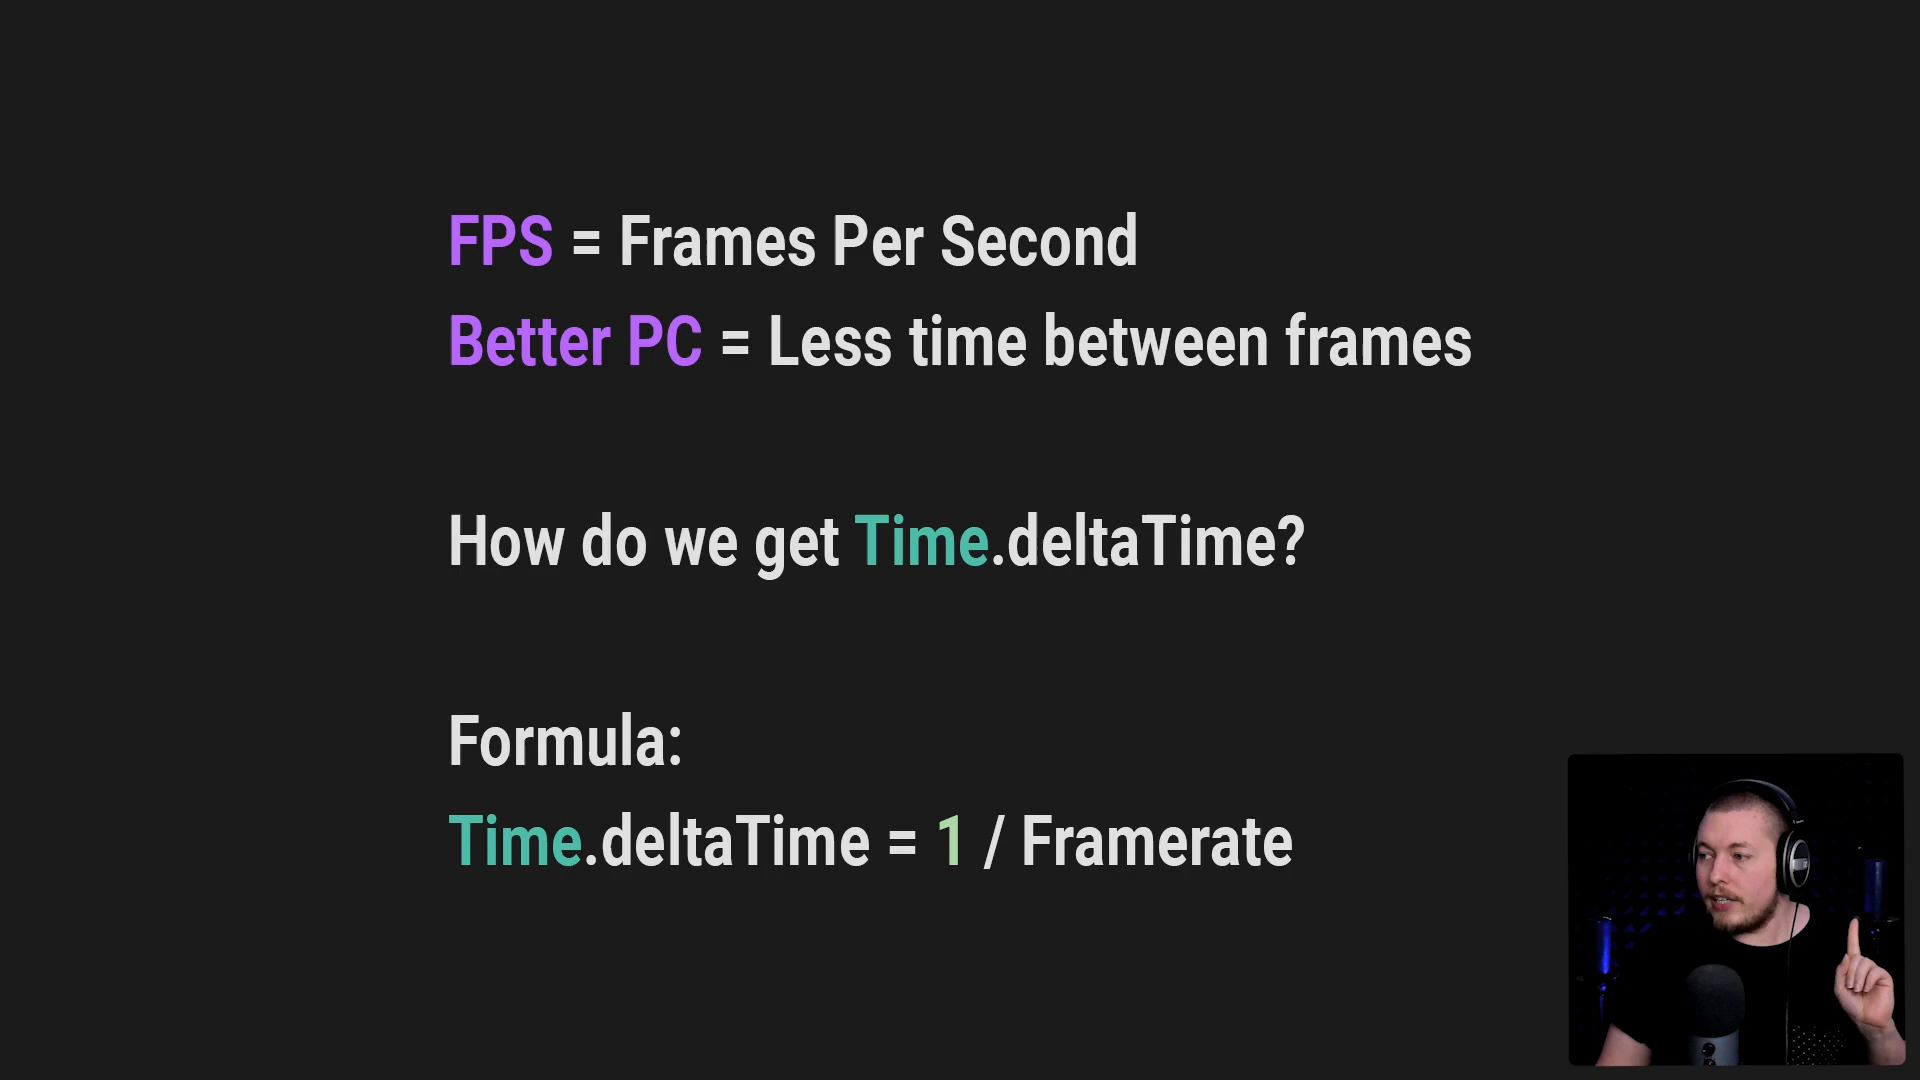 FPS = Frames Per Second
Better PC = Less time between frames
How do we get Time.deltaTime?
Formula:
Time.deltaTime = 1 / Framerate